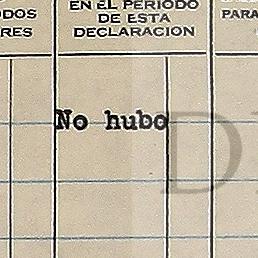 EN EL PERIODO
DE ESTA
DECLARACION
DOS
RES
PARA
No hubo
D